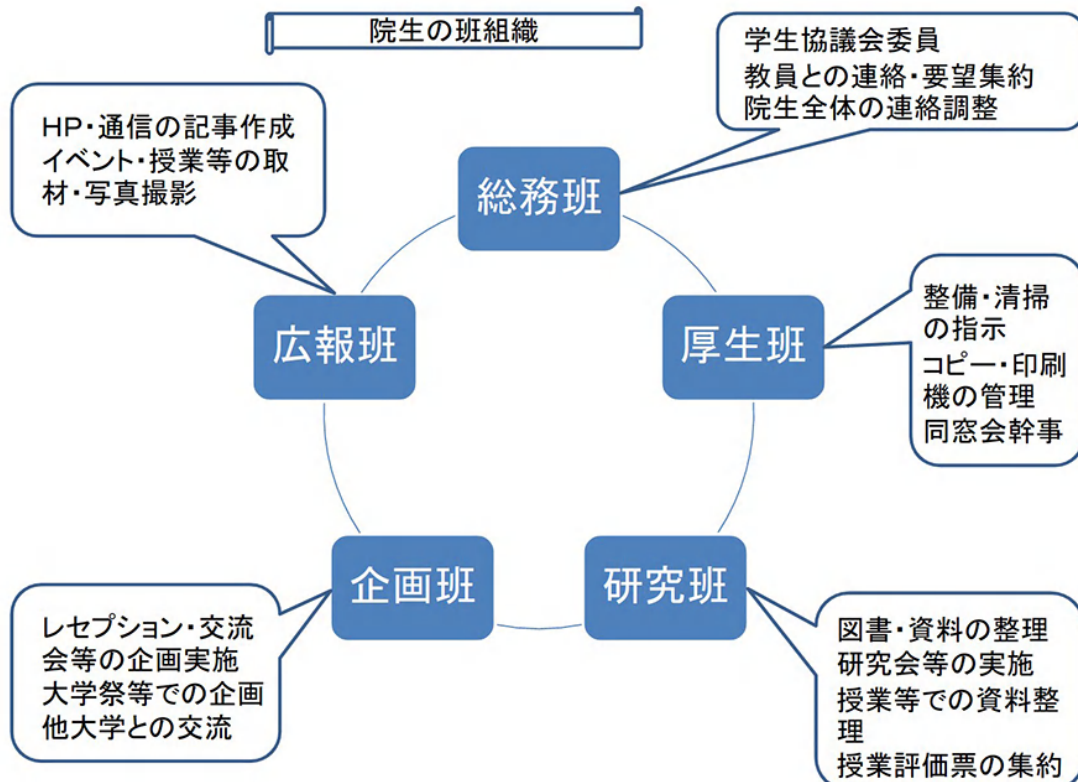 院生の班組織
学生協議会委員
教員との連絡・要望集約
院生全体の連絡調整
HP・通信の記事作成
イベント・授業等の取
材・写真撮影
総務班
広報班
厚生班
整備・清掃
の指示
コピー・印刷
機の管理
同窓会幹事
企画班
研究班
レセプション・交流
会等の企画実施
大学祭等での企画
他大学との交流
図書・資料の整理
研究会等の実施
授業等での資料整
理
授業評価票の集約